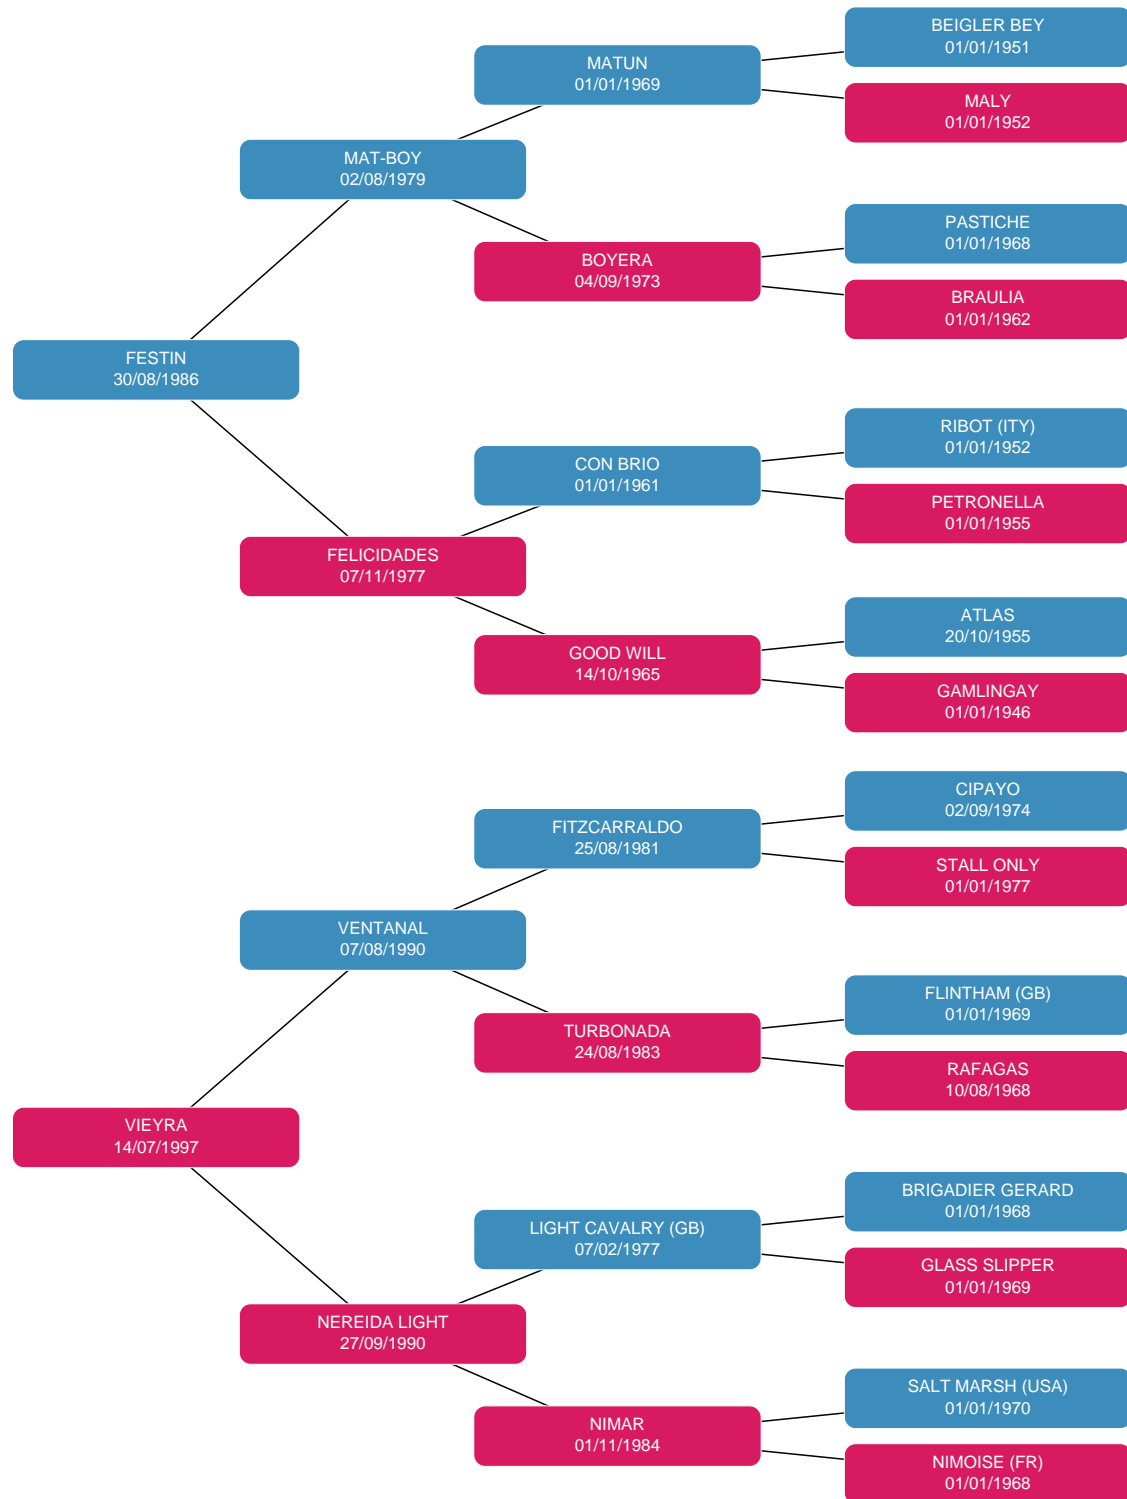 BEIGLER BEY
01/01/1951
MATUN
01/01/1969
MALY
01/01/1952
MAT-BOY
02/08/1979
PASTICHE
01/01/1968
BOYERA
04/09/1973
BRAULIA
01/01/1962
FESTIN
30/08/1986
RIBOT (ITY)
01/01/1952
CON BRIO
01/01/1961
PETRONELLA
01/01/1955
FELICIDADES
07/11/1977
ATLAS
20/10/1955
GOOD WILL
14/10/1965
GAMLINGAY
01/01/1946
CIPAYO
02/09/1974
FITZCARRALDO
25/08/1981
STALL ONLY
01/01/1977
VENTANAL
07/08/1990
FLINTHAM (GB)
01/01/1969
TURBONADA
24/08/1983
RAFAGAS
10/08/1968
VIEYRA
14/07/1997
BRIGADIER GERARD
01/01/1968
LIGHT CAVALRY (GB)
07/02/1977
GLASS SLIPPER
01/01/1969
NEREIDA LIGHT
27/09/1990
SALT MARSH (USA)
01/01/1970
NIMAR
01/11/1984
NIMOISE (FR)
01/01/1968